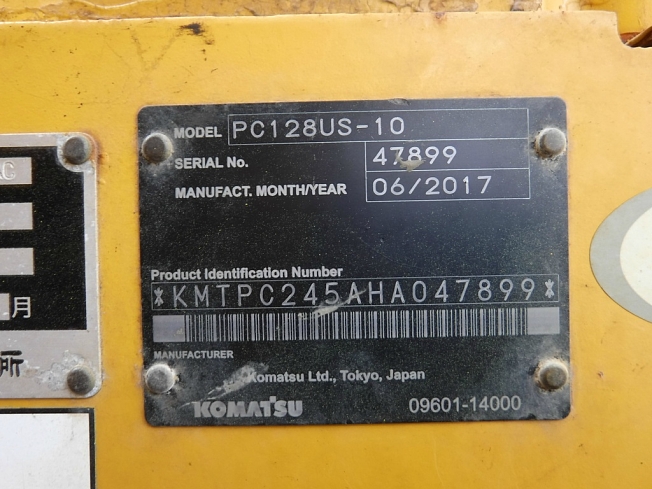 MODEL PC128US-10
SERIAL No. 47899
MANUFACT. MONTH/YEAR 06/2017
Product Identification Number
*KMTPC245AHA047899*
MANUFACTURER
Komatsu Ltd., Tokyo, Japan
KOMATSU 09601-14000
月
所